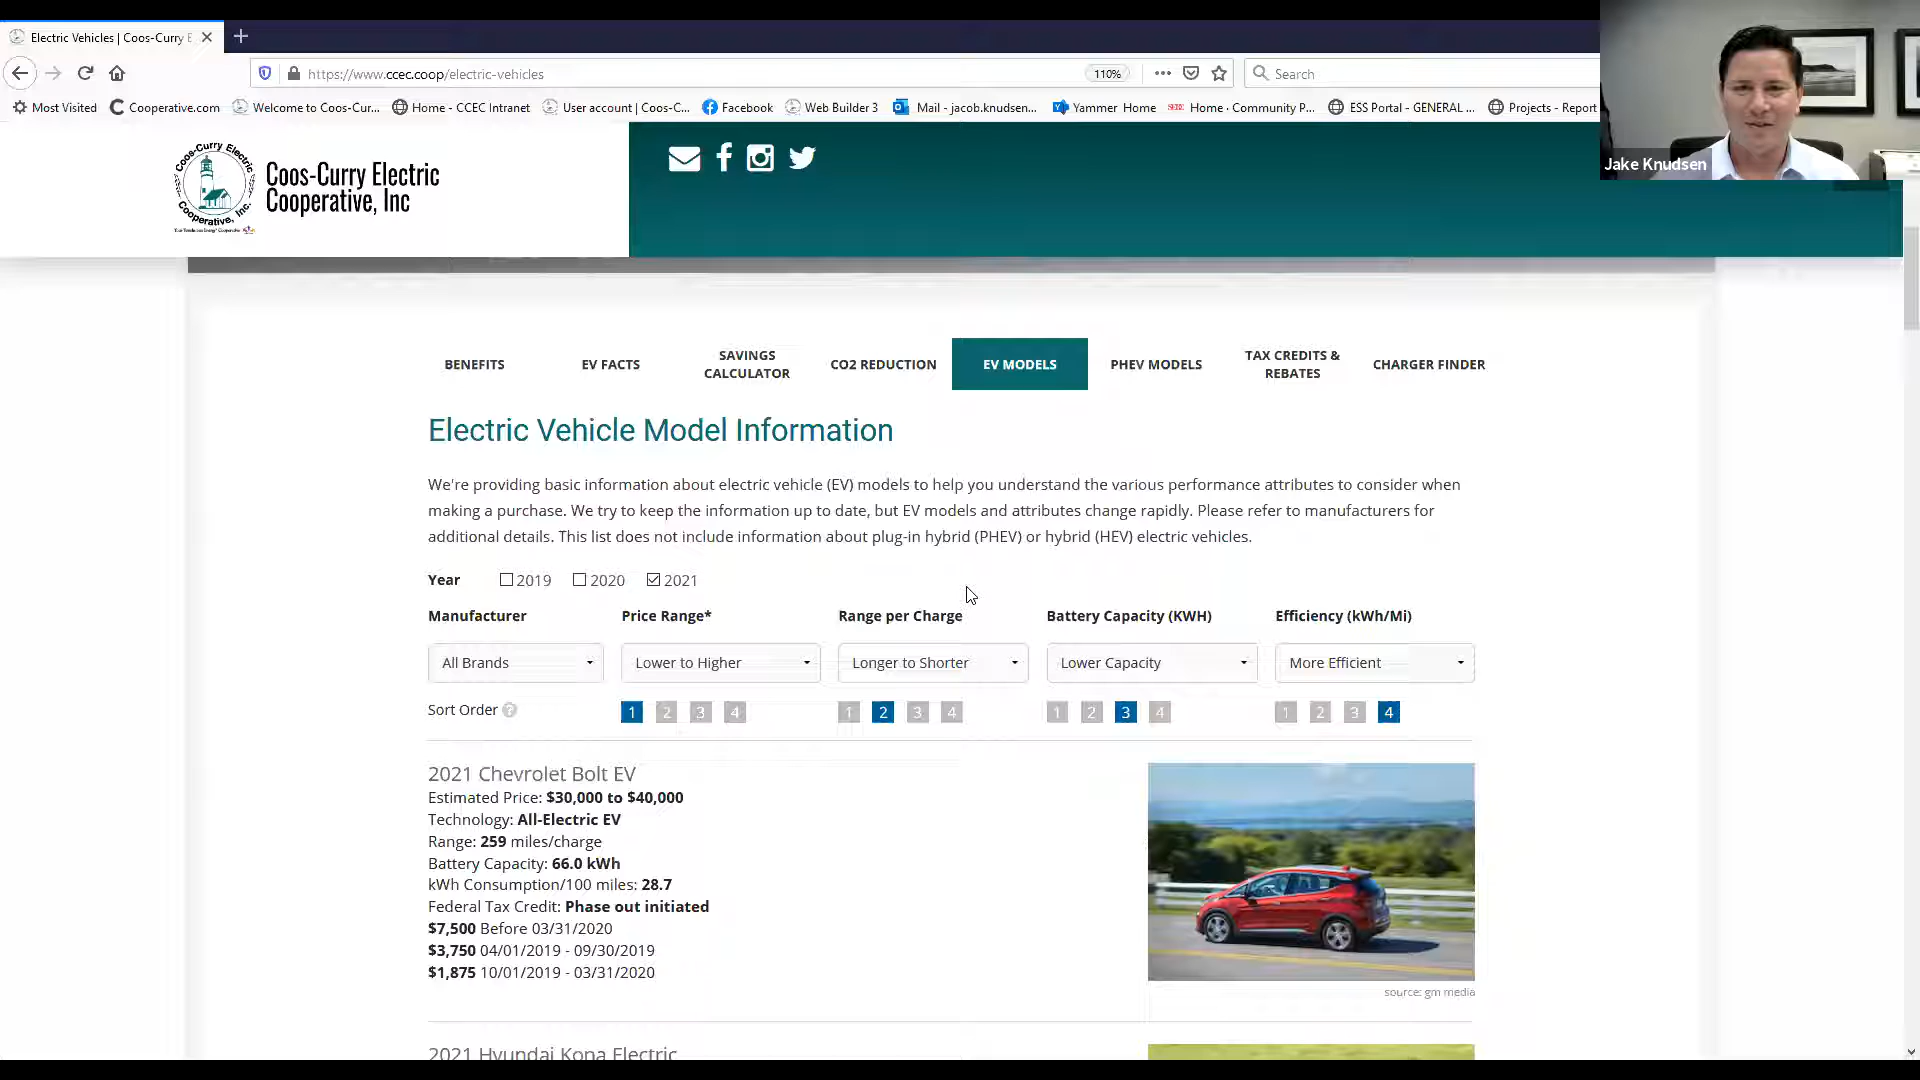 Electric Vehicles | Coos-Curry E
https://www.ccec.coop/electric-vehicles
110%
Search
Most Visited
Cooperative.com
Welcome to Coos-Cur...
Home - CCEC Intranet
User account | Coos-C...
Facebook
Web Builder 3
Mail - jacob.knudsen...
Yammer Home
Home - Community P...
ESS Portal - GENERAL ...
Projects - Report
Jake Knudsen
Coos-Curry Electric
Cooperative, Inc.
Coos-Curry Electric
Cooperative, Inc
BENEFITS
EV FACTS
SAVINGS
CALCULATOR
CO2 REDUCTION
EV MODELS
PHEV MODELS
TAX CREDITS &
REBATES
CHARGER FINDER
Electric Vehicle Model Information
We're providing basic information about electric vehicle (EV) models to help you understand the various performance attributes to consider when
making a purchase. We try to keep the information up to date, but EV models and attributes change rapidly. Please refer to manufacturers for
additional details. This list does not include information about plug-in hybrid (PHEV) or hybrid (HEV) electric vehicles.
Year 2019 2020 2021
Manufacturer Price Range* Range per Charge Battery Capacity (KWH) Efficiency (kWh/Mi)
All Brands Lower to Higher Longer to Shorter Lower Capacity More Efficient
Sort Order ? 1 2 3 4 1 2 3 4 1 2 3 4 1 2 3 4
2021 Chevrolet Bolt EV
Estimated Price: $30,000 to $40,000
Technology: All-Electric EV
Range: 259 miles/charge
Battery Capacity: 66.0 kWh
kWh Consumption/100 miles: 28.7
Federal Tax Credit: Phase out initiated
$7,500 Before 03/31/2020
$3,750 04/01/2019 - 09/30/2019
$1,875 10/01/2019 - 03/31/2020
source: gm media
2021 Hyundai Kona Electric